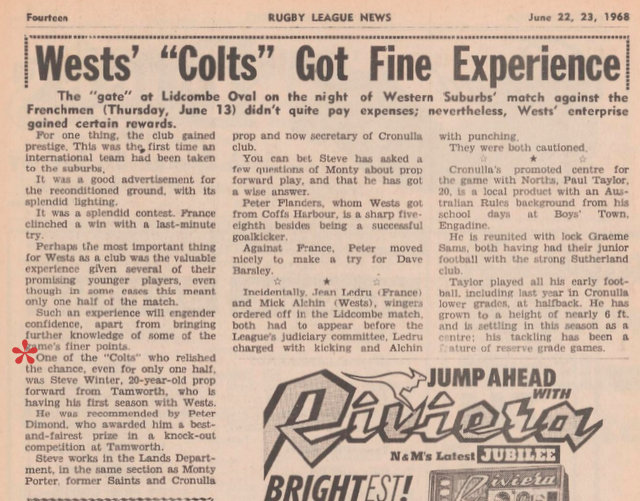 Fourteen RUGBY LEAGUE NEWS June 22, 23, 1968
Wests' "Colts" Got Fine Experience
The "gate" at Lidcombe Oval on the night of Western Suburbs' match against the
Frenchmen (Thursday, June 13) didn't quite pay expenses; nevertheless, Wests' enterprise
gained certain rewards.
For one thing, the club gained
prestige. This was the first time an
international team had been taken
to the suburbs.
It was a good advertisement for
the reconditioned ground, with its
splendid lighting.
It was a splendid contest. France
clinched a win with a last-minute
try.
Perhaps the most important thing
for Wests as a club was the valuable
experience given several of their
promising younger players, even
though in some cases this meant
only one half of the match.
Such an experience will engender
confidence, apart from bringing
further knowledge of some of the
game's finer points.
One of the "Colts" who relished
the chance, even for only one half,
was Steve Winter, 20-year-old prop
forward from Tamworth, who is
having his first season with Wests.
He was recommended by Peter
Dimond, who awarded him a best-
and-fairest prize in a knock-out
competition at Tamworth.
Steve works in the Lands Depart-
ment, in the same section as Monty
Porter, former Saints and Cronulla
prop and now secretary of Cronulla
club.
You can bet Steve has asked a
few questions of Monty about prop
forward play, and that he has got
a wise answer.
Peter Flanders, whom Wests got
from Coffs Harbour, is a sharp five-
eighth besides being a successful
goalkicker.
Against France, Peter moved
nicely to make a try for Dave
Barsley.
Incidentally, Jean Ledru (France)
and Mick Alchin (Wests), wingers
ordered off in the Lidcombe match,
both had to appear before the
League's judiciary committee, Ledru
charged with kicking and Alchin
with punching.
They were both cautioned.
Cronulla's promoted centre for
the game with Norths, Paul Taylor,
20, is a local product with an Aus-
tralian Rules background from his
school days at Boys' Town,
Engadine.
He is reunited with lock Graeme
Sams, both having had their junior
football with the strong Sutherland
club.
Taylor played all his early foot-
ball, including last year in Cronulla
lower grades, at halfback. He has
grown to a height of nearly 6 ft.
and is settling in this season as a
centre; his tackling has been a
feature of reserve grade games.
JUMP AHEAD
WITH
Riviera
N&M's Latest JUBILEE
BRIGHTEST!
Riviera